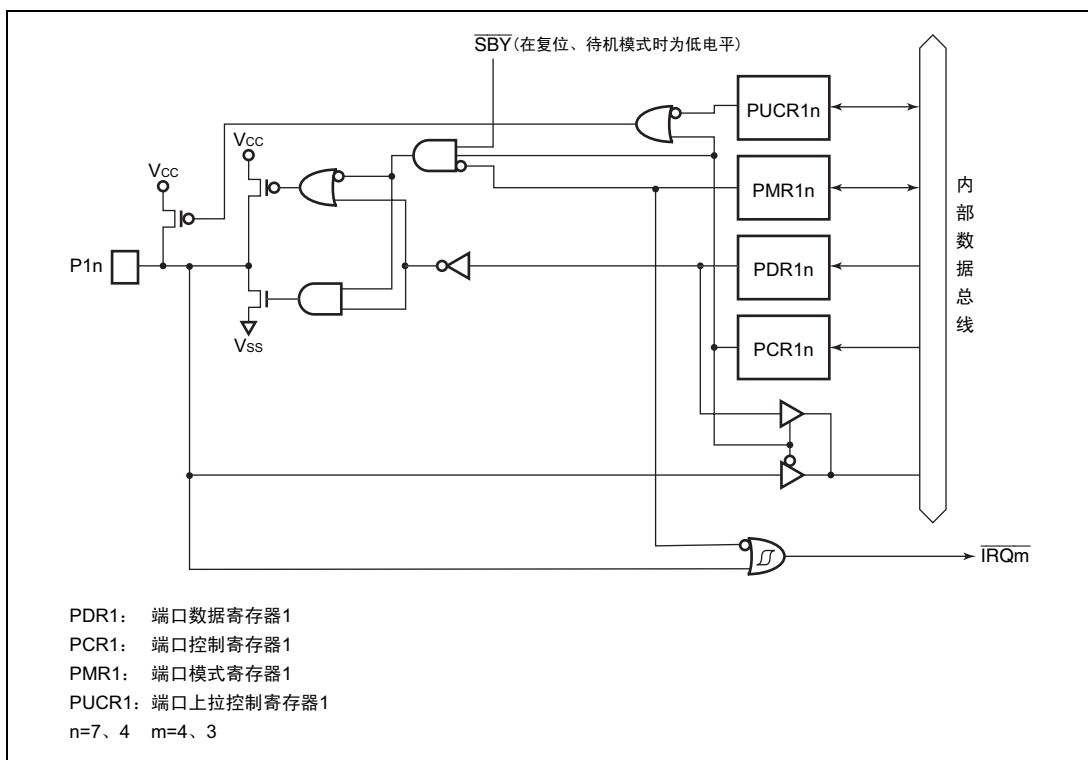 SBY(在复位、待机模式时为低电平)
PUCR1n
VCC
VCC
PMR1n
内部数据总线
P1n
PDR1n
VSS
PCR1n
IRQm
PDR1： 端口数据寄存器1
PCR1： 端口控制寄存器1
PMR1： 端口模式寄存器1
PUCR1：端口上拉控制寄存器1
n=7、4 m=4、3